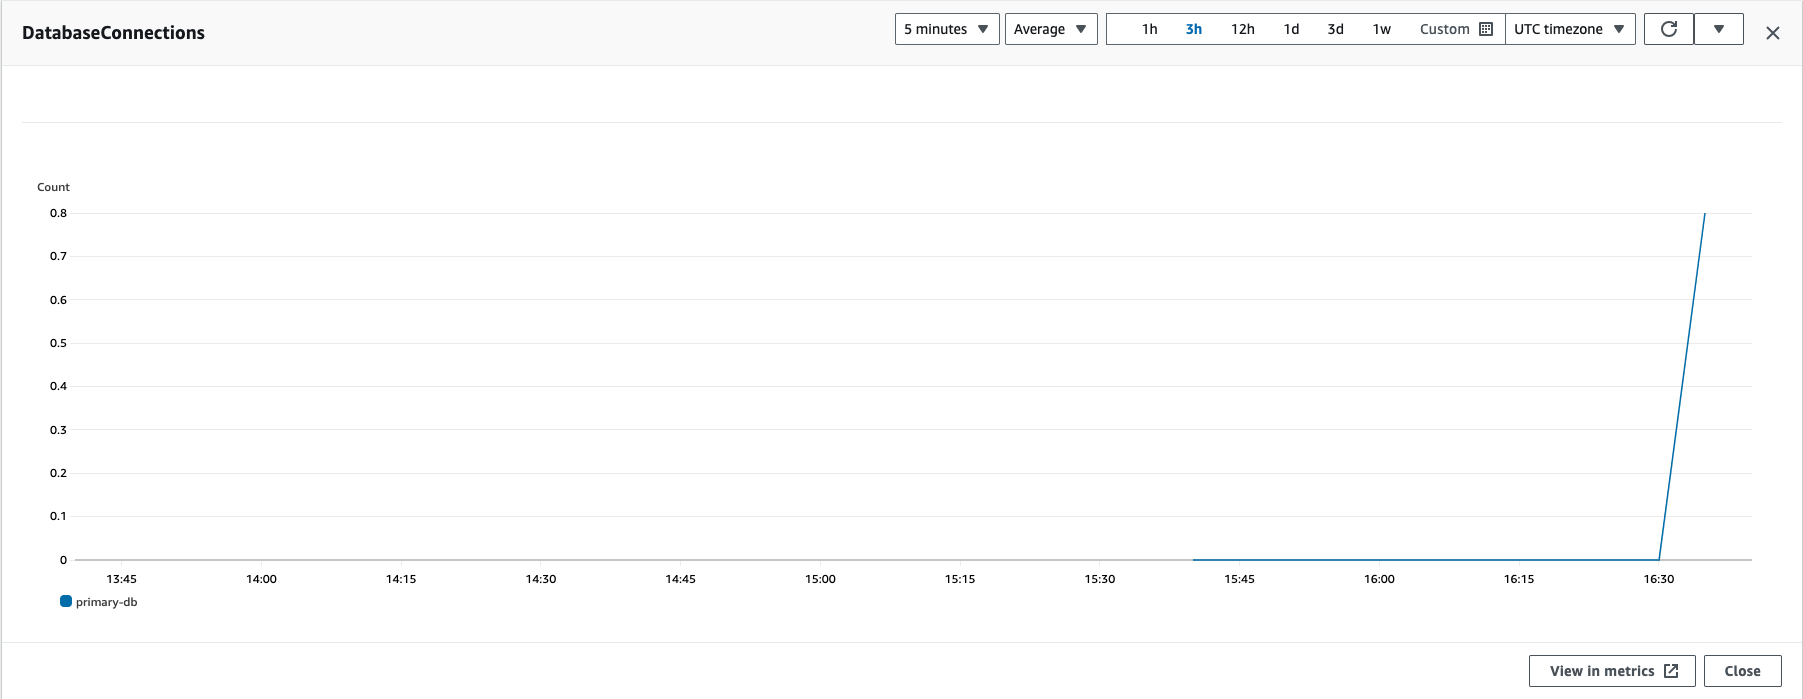 DatabaseConnections
5 minutes Average 1h 3h 12h 1d 3d 1w Custom UTC timezone
Count
0.8
0.7
0.6
0.5
0.4
0.3
0.2
0.1
0
13:45 14:00 14:15 14:30 14:45 15:00 15:15 15:30 15:45 16:00 16:15 16:30
primary-db
View in metrics Close